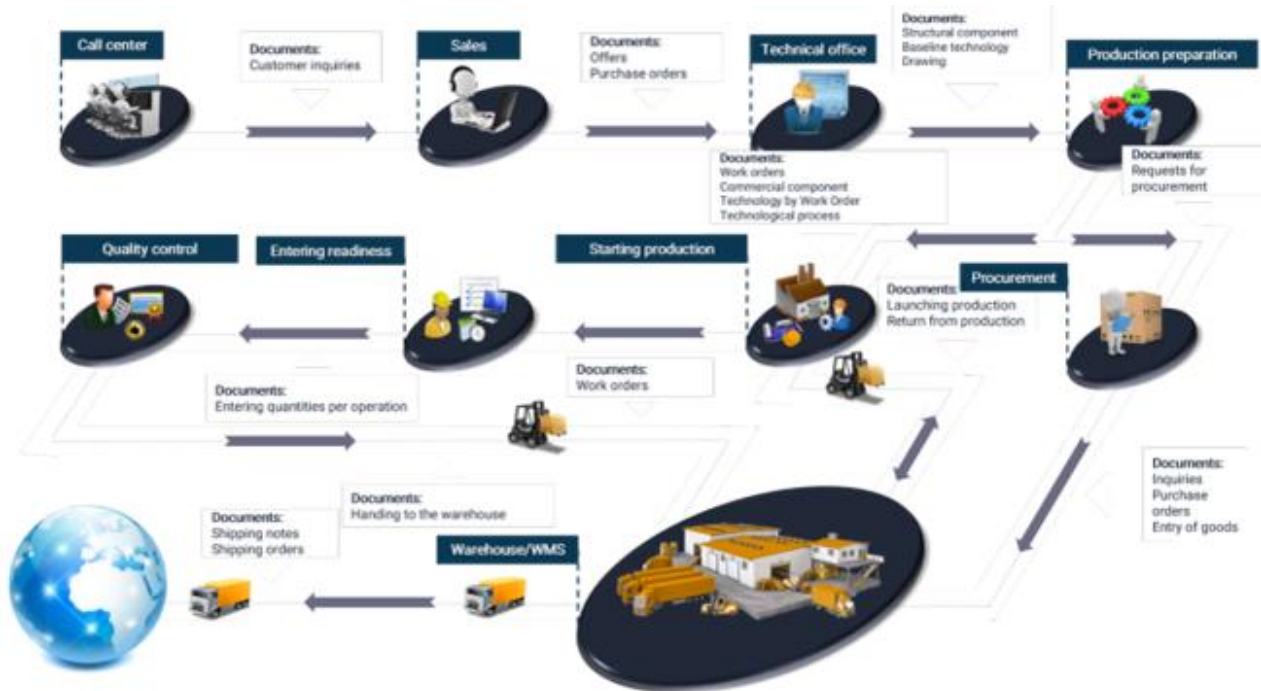 Call center
Documents:
Customer inquiries
Sales
Documents:
Offers
Purchase orders
Technical office
Documents:
Structural component
Baseline technology
Drawing
Production preparation
Documents:
Work orders
Commercial component
Technology by Work Order
Technological process
Documents:
Requests for
procurement
Quality control
Entering readiness
Starting production
Documents:
Launching production
Return from production
Procurement
Documents:
Entering quantities per operation
Documents:
Work orders
Documents:
Inquiries
Purchase
orders
Entry of goods
Documents:
Shipping notes
Shipping orders
Documents:
Handing to the warehouse
Warehouse/WMS